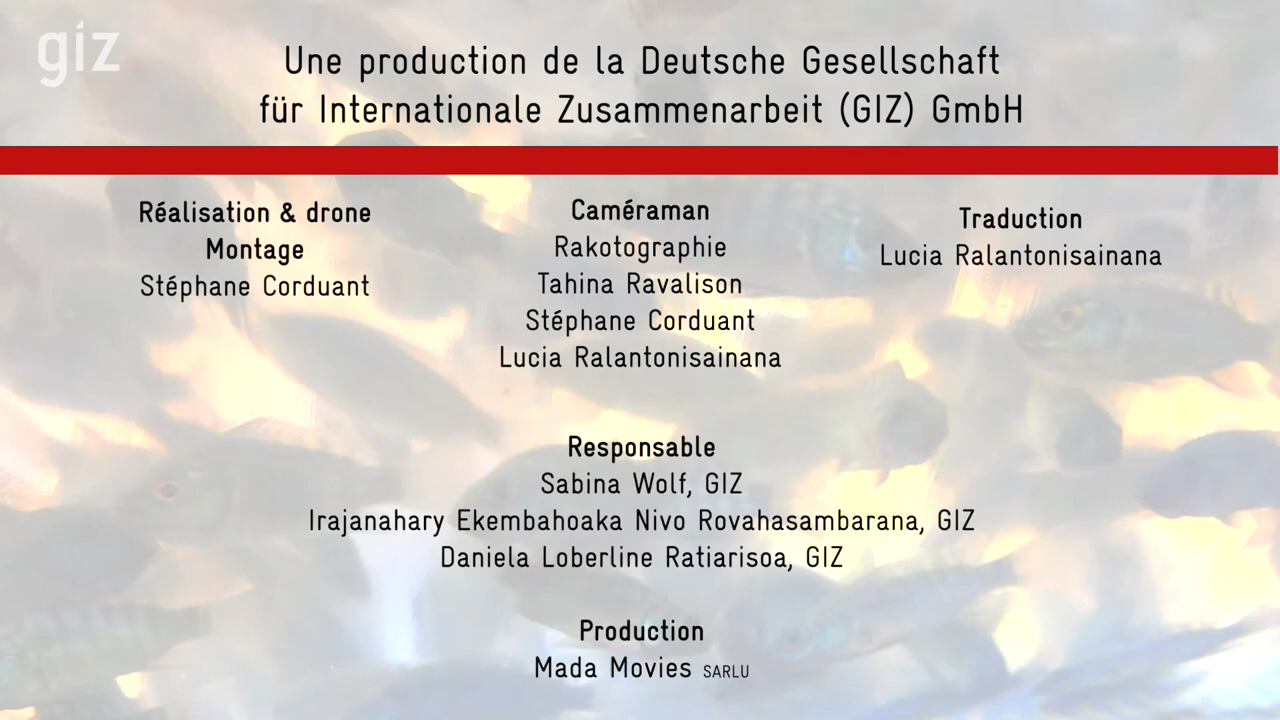 giz
Une production de la Deutsche Gesellschaft
für Internationale Zusammenarbeit (GIZ) GmbH
Réalisation & drone
Montage
Stéphane Corduant
Caméraman
Rakotographie
Tahina Ravalison
Stéphane Corduant
Lucia Ralantonisainana
Traduction
Lucia Ralantonisainana
Responsable
Sabina Wolf, GIZ
Irajanahary Ekembahoaka Nivo Rovahasambarana, GIZ
Daniela Loberline Ratiarisoa, GIZ
Production
Mada Movies SARLU